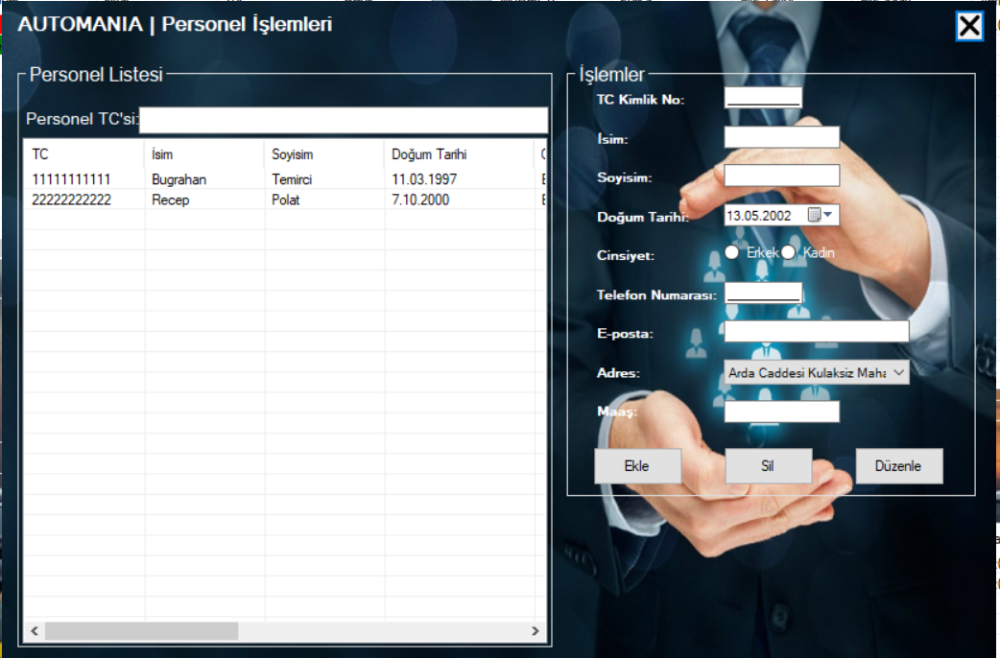 AUTOMANIA | Personel İşlemleri
Personel Listesi
Personel TC'si:
TC İsim Soyisim Doğum Tarihi
11111111111 Bugrahan Temirci 11.03.1997
22222222222 Recep Polat 7.10.2000
İşlemler
TC Kimlik No:
İsim:
Soyisim:
Doğum Tarihi: 13.05.2002
Cinsiyet: Erkek Kadın
Telefon Numarası:
E-posta:
Adres: Arda Caddesi Kulaksiz Maha
Maaş:
Ekle Sil Düzenle